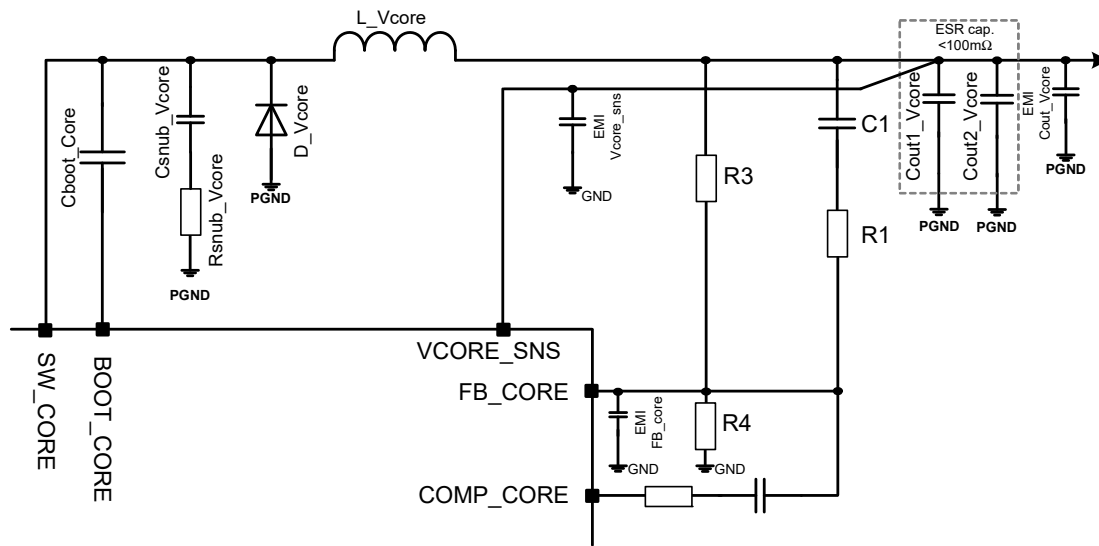 L_Vcore
ESR cap.
<100mΩ
Cboot_Core
Csnub_Vcore
Rsnub_Vcore
PGND
D_Vcore
PGND
EMI
Vcore_sns
GND
R3
C1
R1
Cout1_Vcore
PGND
Cout2_Vcore
PGND
EMI
Cout_Vcore
PGND
SW_CORE
BOOT_CORE
VCORE_SNS
FB_CORE
EMI
FB_core
GND
R4
GND
COMP_CORE